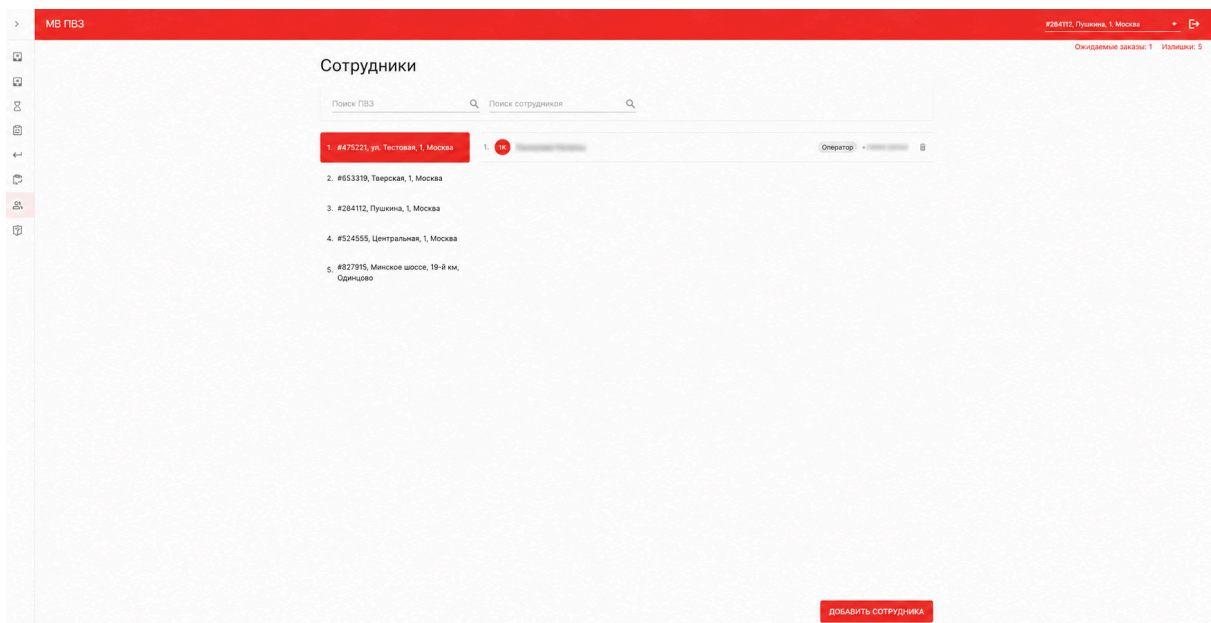 МВ ПВЗ
#284112, Пушкина, 1, Москва
Ожидаемые заказы: 1 Излишки: 5
Сотрудники
Поиск ПВЗ
Поиск сотрудников
1. #475221, ул. Тестовая, 1, Москва
1. 1К
Оператор
2. #653319, Тверская, 1, Москва
3. #284112, Пушкина, 1, Москва
4. #524555, Центральная, 1, Москва
5. #827915, Минское шоссе, 19-й км,
Одинцово
ДОБАВИТЬ СОТРУДНИКА